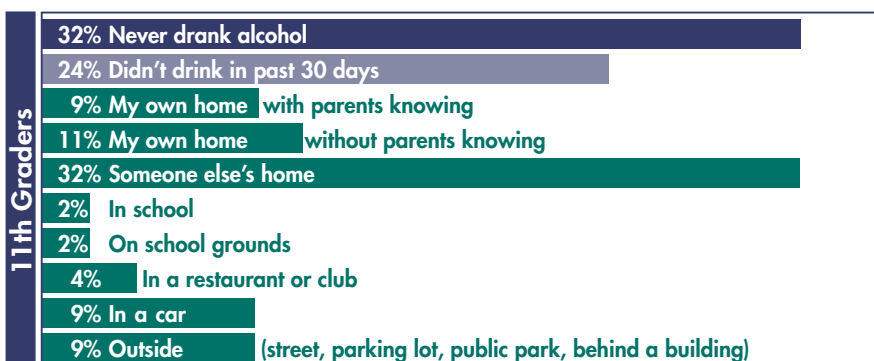 11th Graders
32% Never drank alcohol
24% Didn’t drink in past 30 days
9% My own home with parents knowing
11% My own home without parents knowing
32% Someone else’s home
2% In school
2% On school grounds
4% In a restaurant or club
9% In a car
9% Outside (street, parking lot, public park, behind a building)